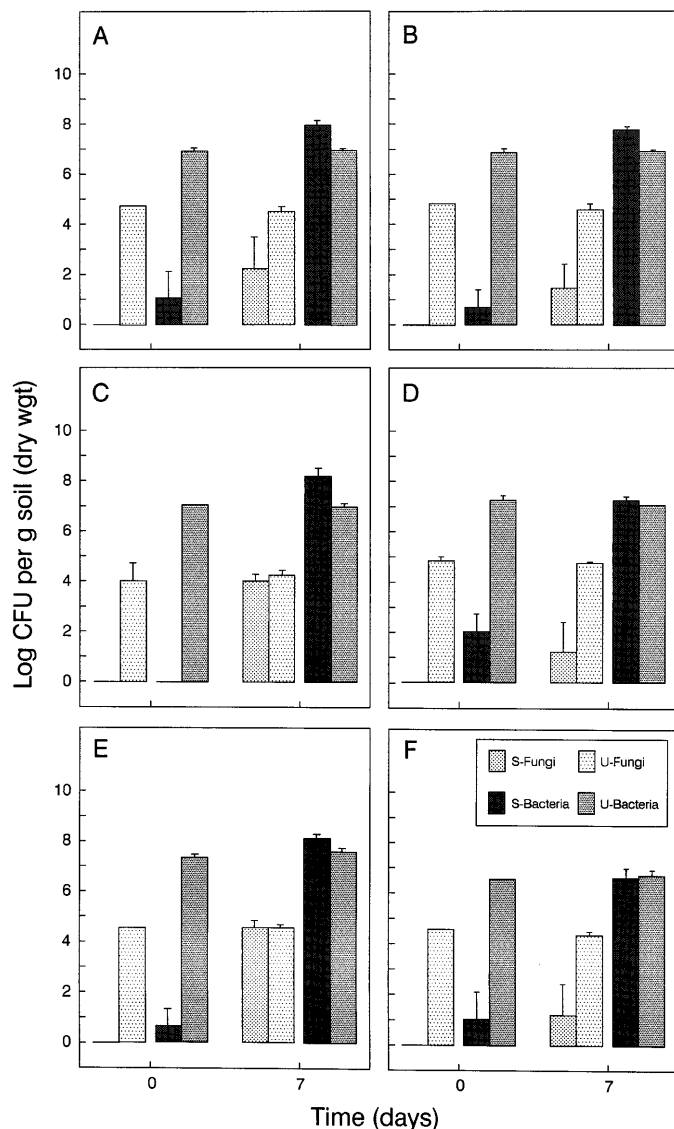 A
B
10
8
6
4
2
0
C
D
10
8
6
4
2
0
Log CFU per g soil (dry wgt)
E
F
10
8
6
4
2
0
S-Fungi U-Fungi
S-Bacteria U-Bacteria
0 7 0 7
Time (days)